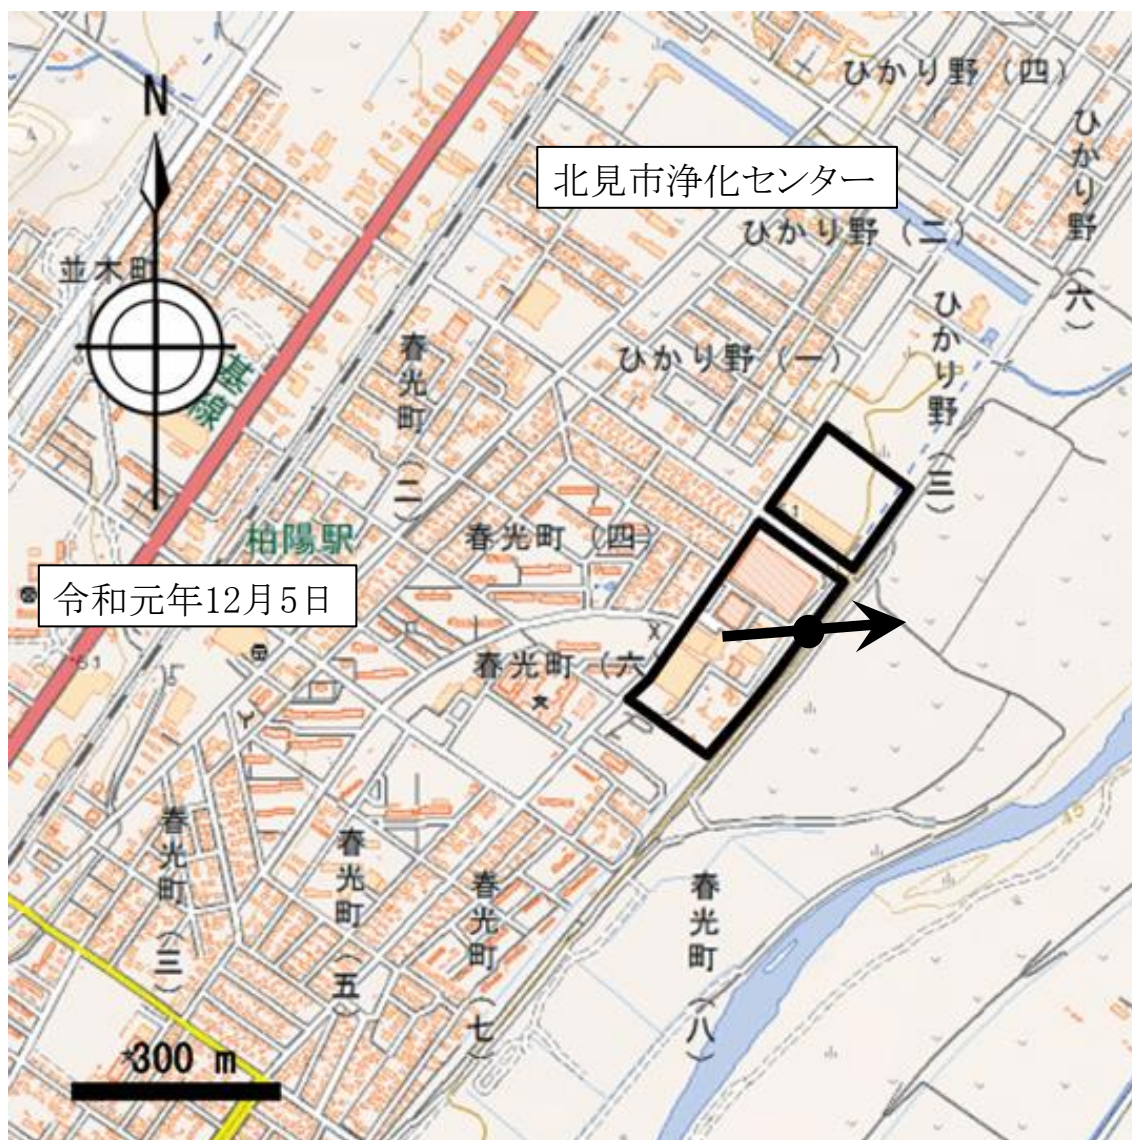 N
ひかり野(四)
ひかり野(六)
北見市浄化センター
ひかり野(二)
並木町
ひかり野(三)
春光町(二)
ひかり野(一)
基線
柏陽駅
春光町(四)
令和元年12月5日
61
春光町(六)
春光町(三)
春光町(五)
春光町(七)
春光町(八)
300 m